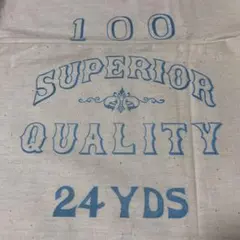 100
SUPERIOR
QUALITY
24 YDS